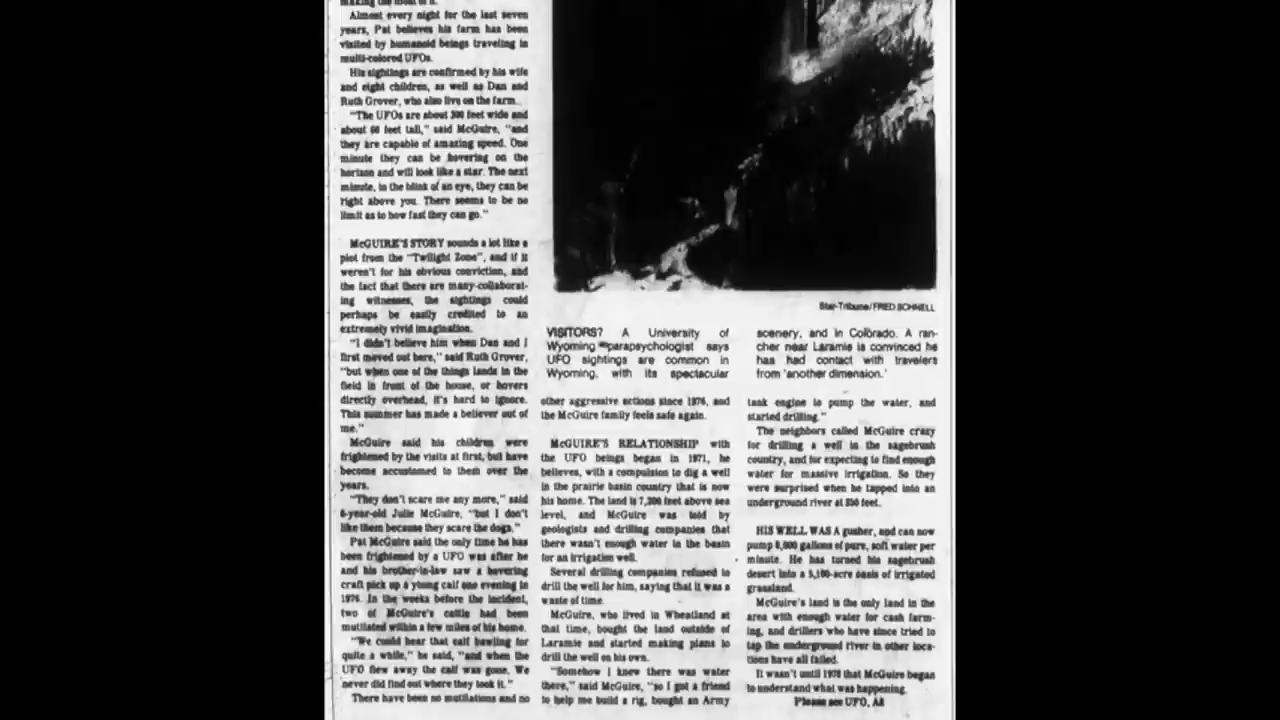 making the most of it.
Almost every night for the last seven
years, Pat believes his farm has been
visited by humanoid beings traveling in
multi-colored UFOs.
His sightings are confirmed by his wife
and eight children, as well as Dan and
Ruth Grover, who also live on the farm.
"The UFOs are about 300 feet wide and
about 60 feet tall," said McGuire, "and
they are capable of amazing speed. One
minute they can be hovering on the
horizon and will look like a star. The next
minute, in the blink of an eye, they can be
right above you. There seems to be no
limit as to how fast they can go."
McGUIRE'S STORY sounds a lot like a
plot from the "Twilight Zone", and if it
weren't for his obvious conviction, and
the fact that there are many collaborat-
ing witnesses, the sightings could
perhaps be easily credited to an
extremely vivid imagination.
"I didn't believe him when Dan and I
first moved out here," said Ruth Grover,
"but when one of the things lands in the
field in front of the house, or hovers
directly overhead, it's hard to ignore.
This summer has made a believer out of
me."
McGuire said his children were
frightened by the visits at first, but have
become accustomed to them over the
years.
"They don't scare me any more," said
6-year-old Julie McGuire, "but I don't
like them because they scare the dogs."
Pat McGuire said the only time he has
been frightened by a UFO was after he
and his brother-in-law saw a hovering
craft pick up a young calf one evening in
1976. In the weeks before the incident,
two of McGuire's cattle had been
mutilated within a few miles of his home.
"We could hear that calf bawling for
quite a while," he said, "and when the
UFO flew away the calf was gone. We
never did find out where they took it."
There have been no mutilations and no
Star-Tribune/FRED SCHNELL
VISITORS? A University of
Wyoming parapsychologist says
UFO sightings are common in
Wyoming, with its spectacular
scenery, and in Colorado. A ran-
cher near Laramie is convinced he
has had contact with travelers
from 'another dimension.'
other aggressive actions since 1976, and
the McGuire family feels safe again.
McGUIRE'S RELATIONSHIP with
the UFO beings began in 1971, he
believes, with a compulsion to dig a well
in the prairie basin country that is now
his home. The land is 7,200 feet above sea
level, and McGuire was told by
geologists and drilling companies that
there wasn't enough water in the basin
for an irrigation well.
Several drilling companies refused to
drill the well for him, saying that it was a
waste of time.
McGuire, who lived in Wheatland at
that time, bought the land outside of
Laramie and started making plans to
drill the well on his own.
"Somehow I knew there was water
there," said McGuire, "so I got a friend
to help me build a rig, bought an Army
tank engine to pump the water, and
started drilling."
The neighbors called McGuire crazy
for drilling a well in the sagebrush
country, and for expecting to find enough
water for massive irrigation. So they
were surprised when he tapped into an
underground river at 350 feet.
HIS WELL WAS A gusher, and can now
pump 8,000 gallons of pure, soft water per
minute. He has turned his sagebrush
desert into a 5,100-acre oasis of irrigated
grassland.
McGuire's land is the only land in the
area with enough water for cash farm-
ing, and drillers who have since tried to
tap the underground river in other loca-
tions have all failed.
It wasn't until 1978 that McGuire began
to understand what was happening.
Please see UFO, A8